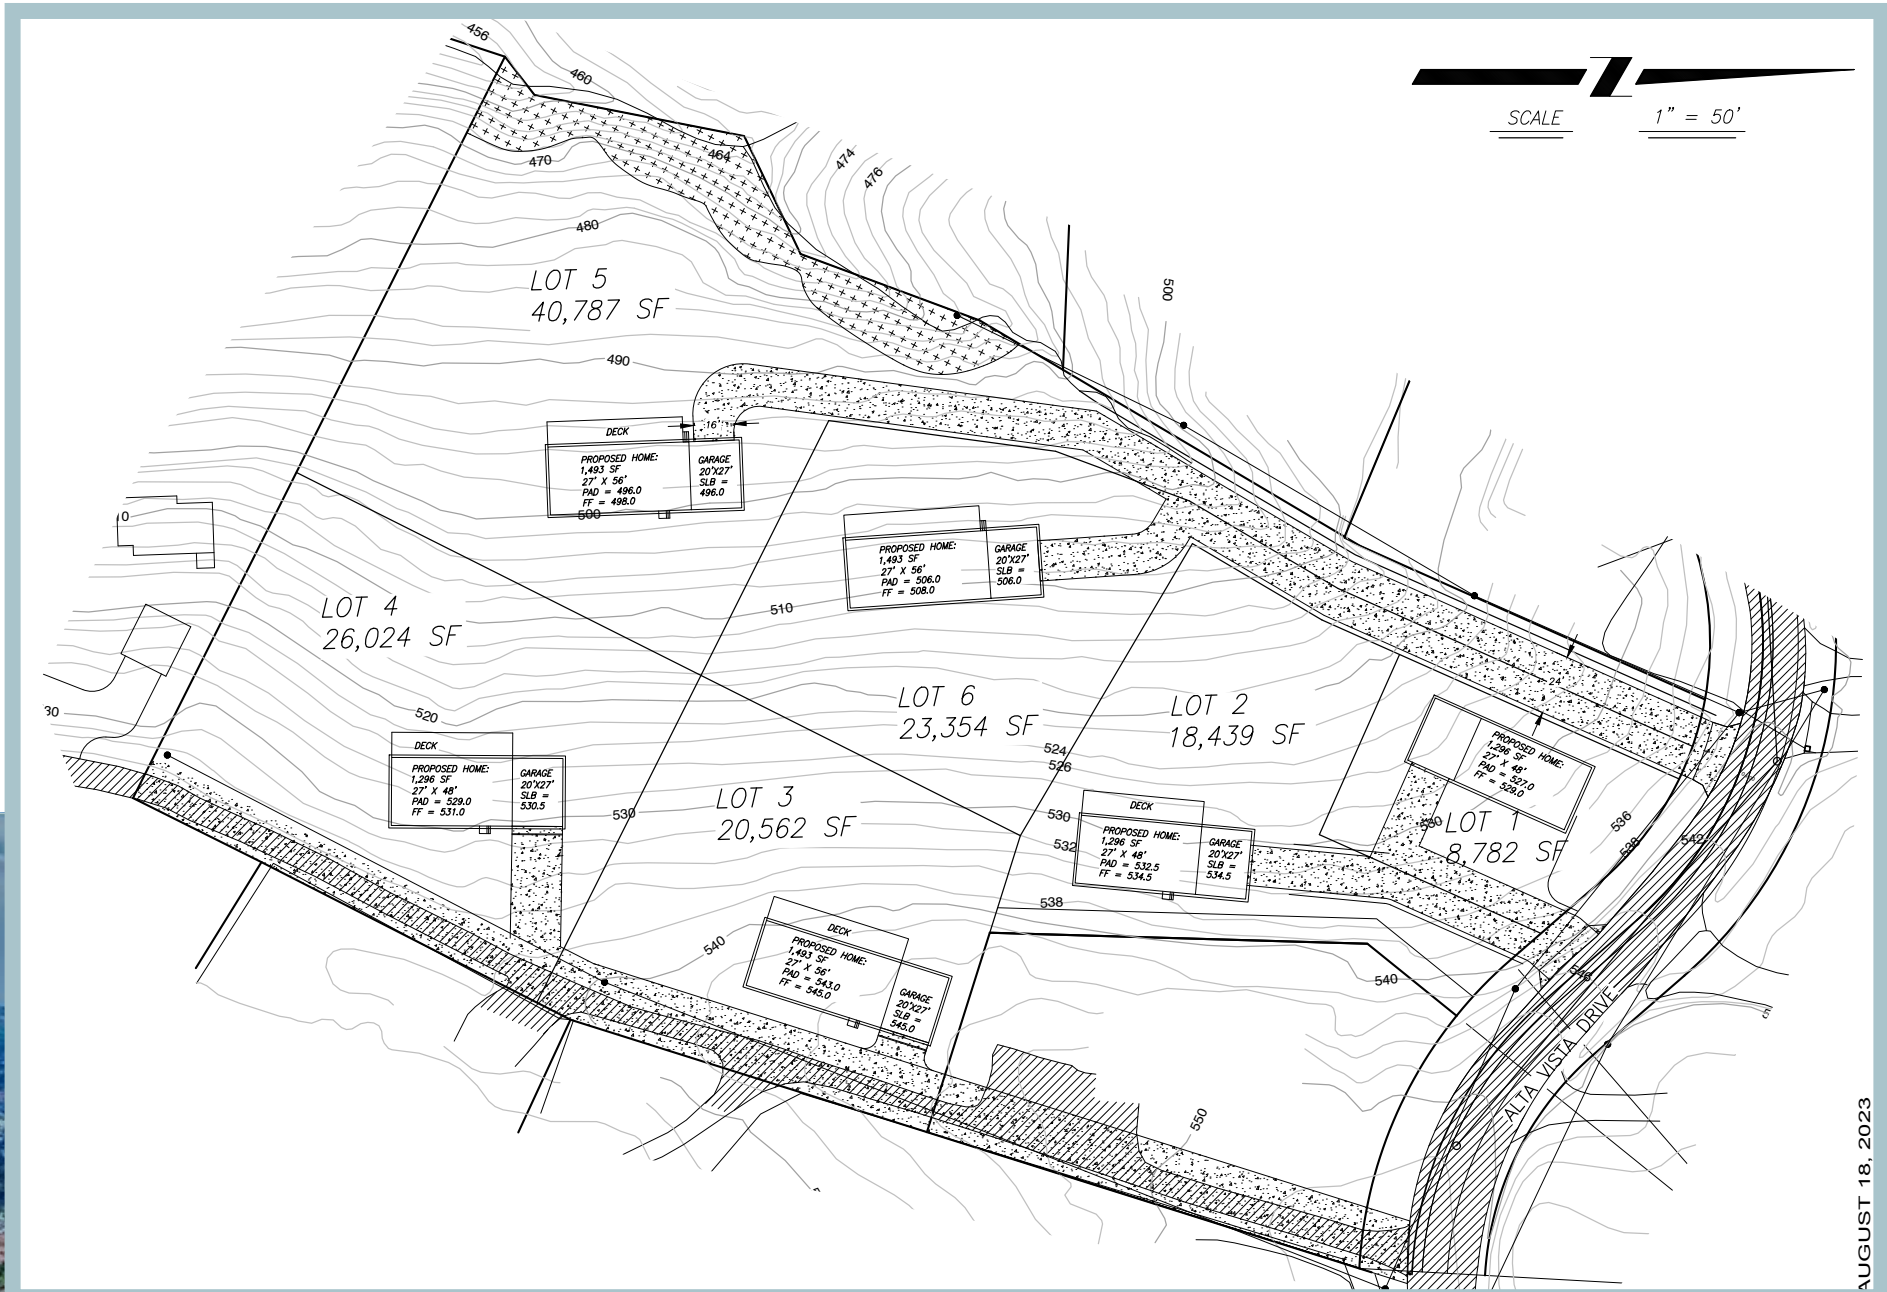 456
460
SCALE 1" = 50'
464
470
474
476
480
LOT 5
40,787 SF
500
490
16'
DECK
PROPOSED HOME:
1,493 SF
27' X 56'
PAD = 496.0
FF = 498.0
GARAGE
20'X27'
SLB =
496.0
500
0
PROPOSED HOME:
1,493 SF
27' X 56'
PAD = 506.0
FF = 508.0
GARAGE
20'X27'
SLB =
506.0
510
LOT 4
26,024 SF
24'
LOT 6
23,354 SF
LOT 2
18,439 SF
30
520
524
526
PROPOSED HOME:
1,296 SF
27' X 48'
PAD = 527.0
FF = 529.0
DECK
PROPOSED HOME:
1,296 SF
27' X 48'
PAD = 529.0
FF = 531.0
GARAGE
20'X27'
SLB =
530.5
530
LOT 3
20,562 SF
530
532
DECK
PROPOSED HOME:
1,296 SF
27' X 48'
PAD = 532.5
FF = 534.5
GARAGE
20'X27'
SLB =
534.5
530
LOT 1
8,782 SF
536
538
542
538
540
DECK
PROPOSED HOME:
1,493 SF
27' X 56'
PAD = 543.0
FF = 545.0
GARAGE
20'X27'
SLB =
545.0
540
546
ALTA VISTA DRIVE
550
AUGUST 18, 2023